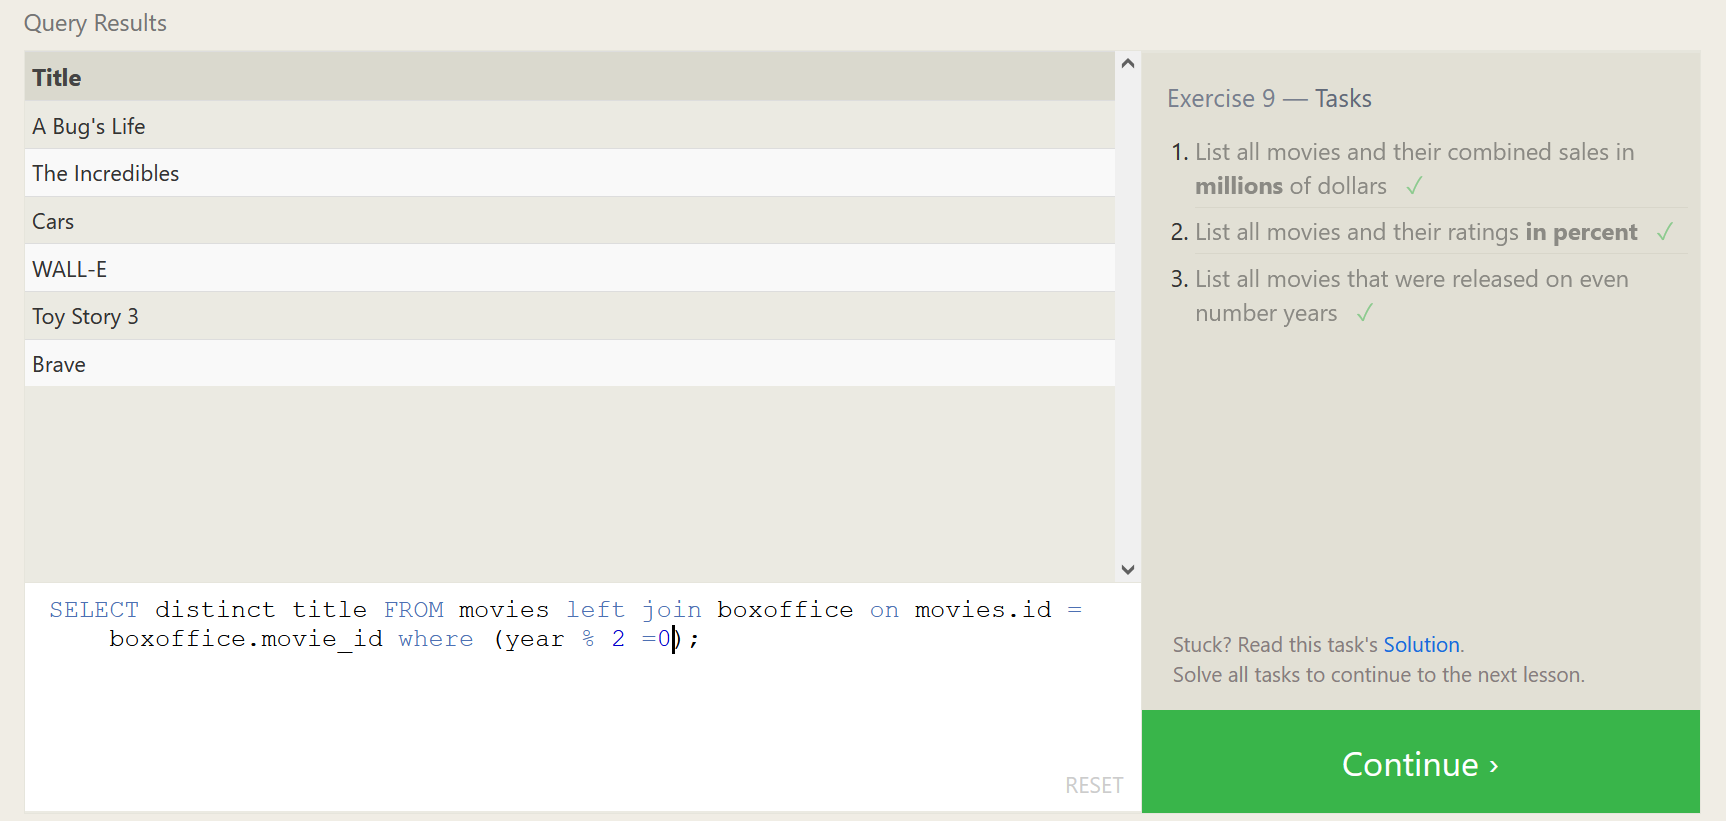 Query Results
Title
A Bug's Life
The Incredibles
Cars
WALL-E
Toy Story 3
Brave
SELECT distinct title FROM movies left join boxoffice on movies.id =
boxoffice.movie_id where (year % 2 =0);
RESET
Exercise 9 — Tasks
1. List all movies and their combined sales in
millions of dollars ✓
2. List all movies and their ratings in percent ✓
3. List all movies that were released on even
number years ✓
Stuck? Read this task's Solution.
Solve all tasks to continue to the next lesson.
Continue ›